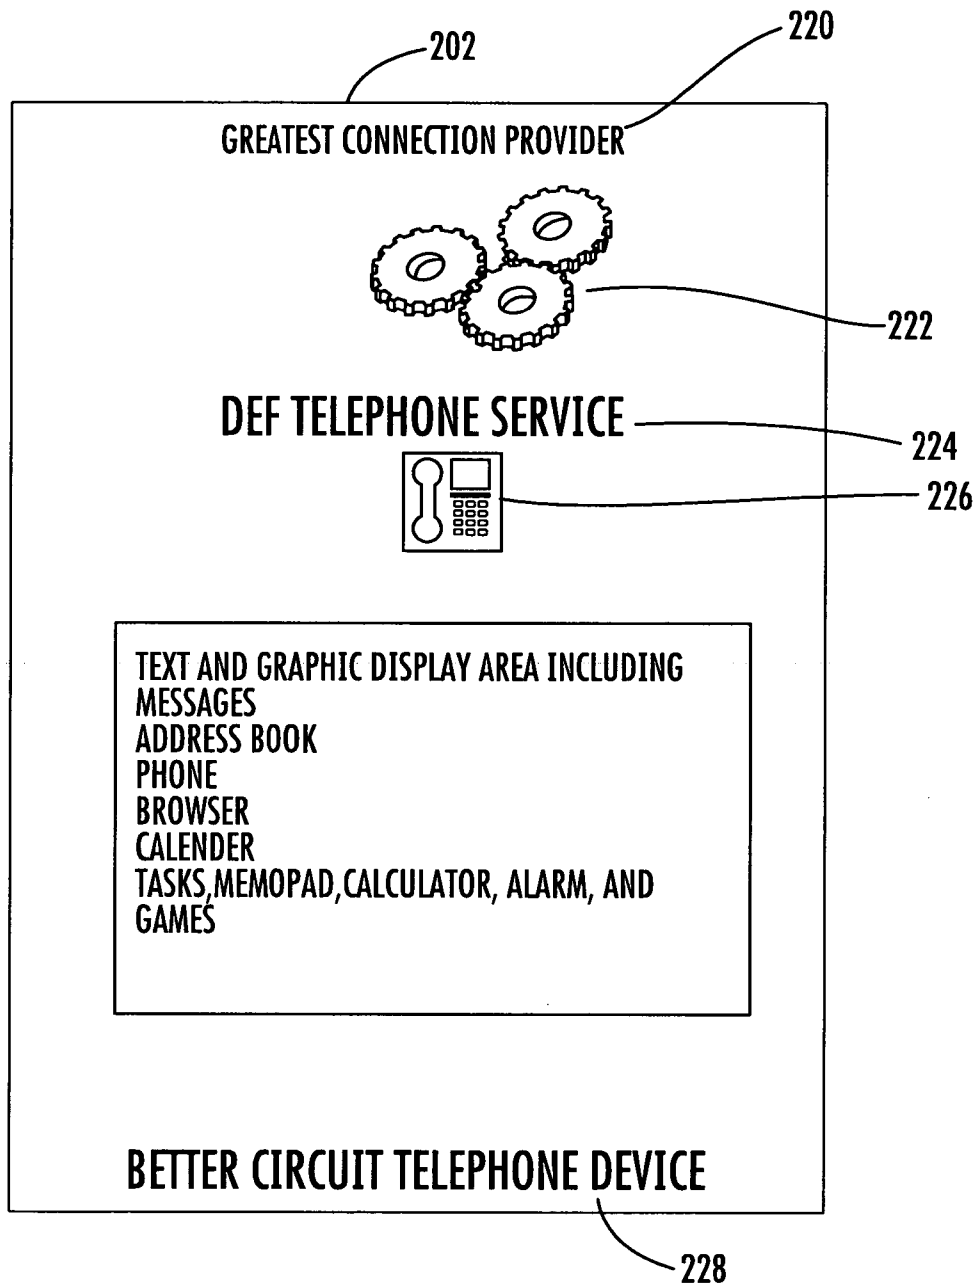 202
220
GREATEST CONNECTION PROVIDER
222
DEF TELEPHONE SERVICE
224
226
TEXT AND GRAPHIC DISPLAY AREA INCLUDING
MESSAGES
ADDRESS BOOK
PHONE
BROWSER
CALENDER
TASKS,MEMOPAD,CALCULATOR, ALARM, AND
GAMES
BETTER CIRCUIT TELEPHONE DEVICE
228